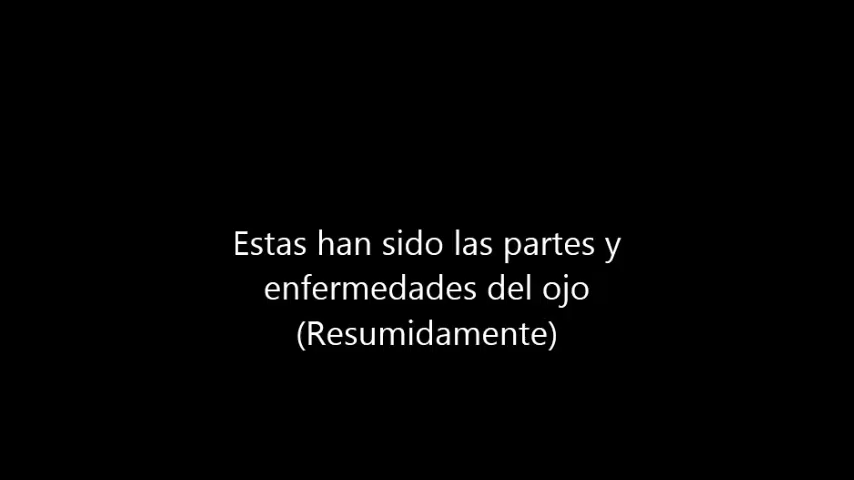 Estas han sido las partes y
enfermedades del ojo
(Resumidamente)